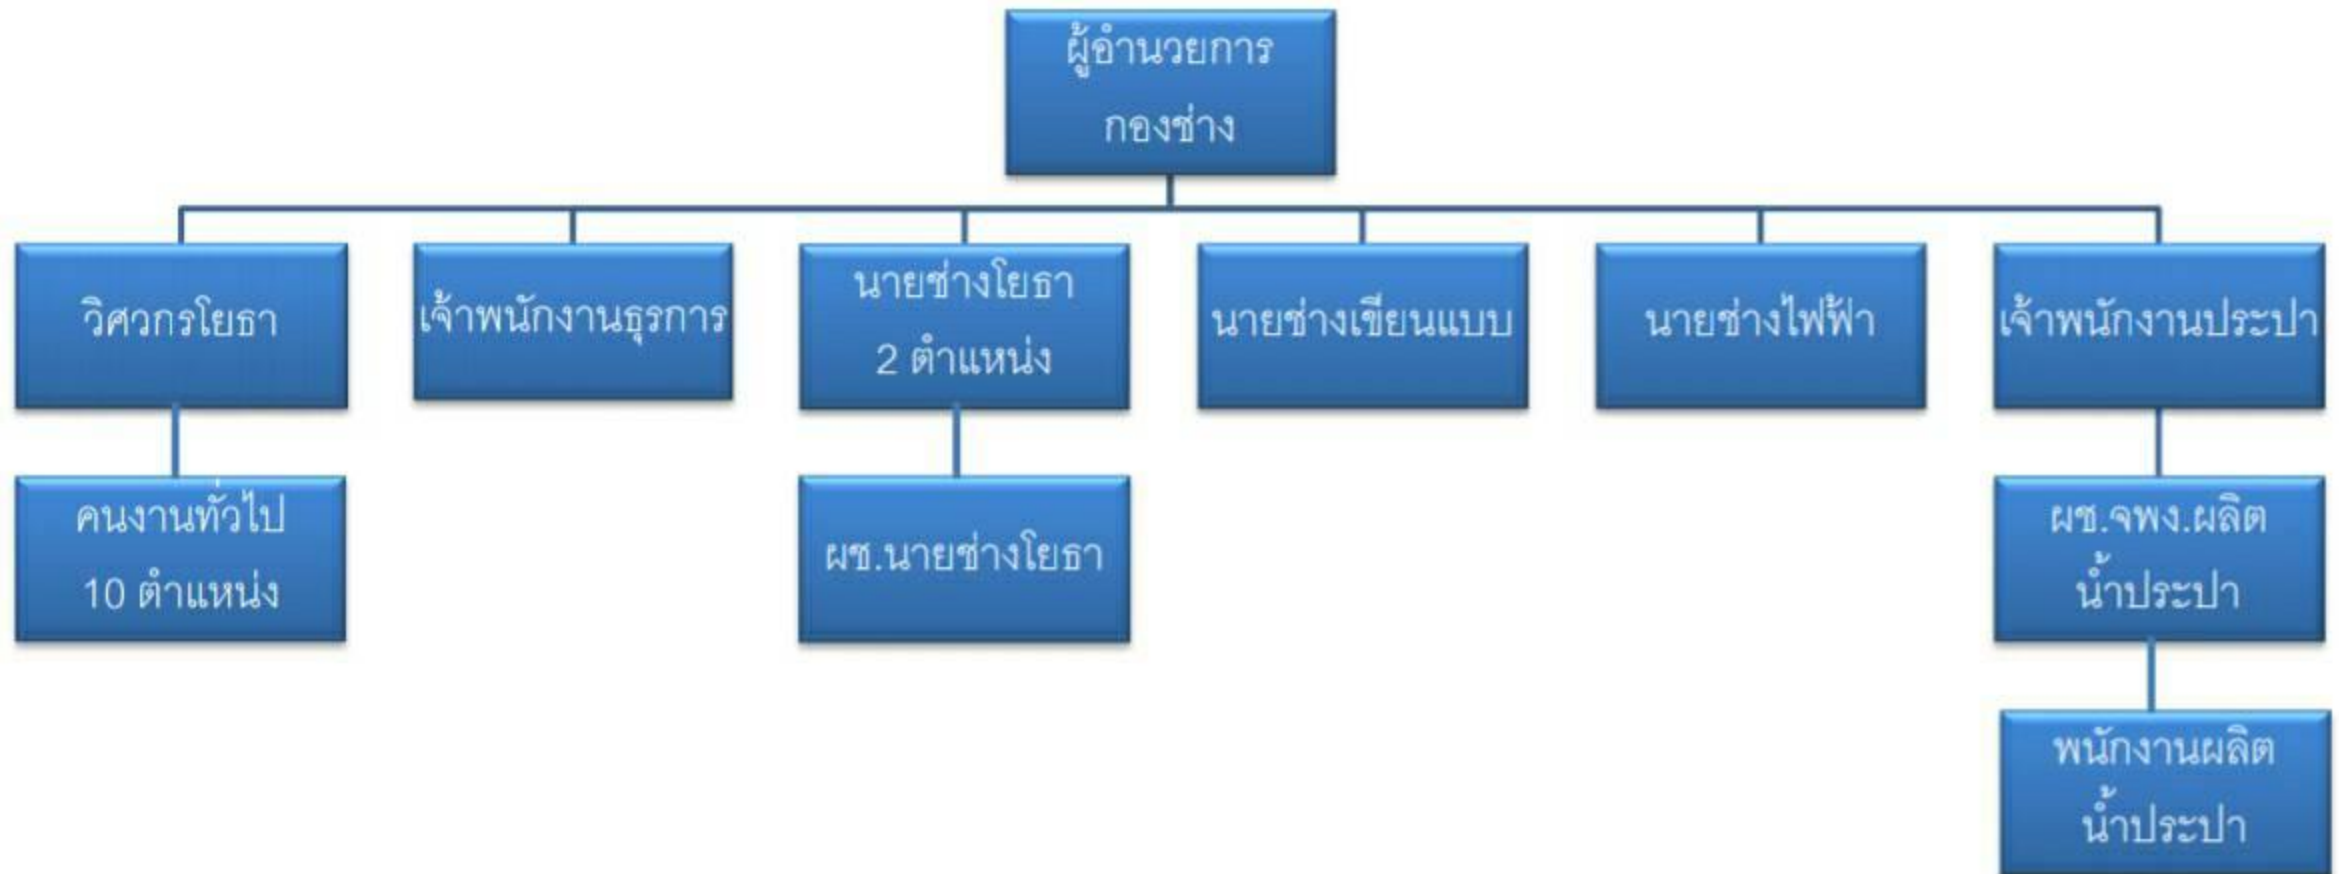 ผู้อำนวยการ
กองช่าง
วิศวกรโยธา
เจ้าพนักงานธุรการ
นายช่างโยธา
2 ตำแหน่ง
นายช่างเขียนแบบ
นายช่างไฟฟ้า
เจ้าพนักงานประปา
คนงานทั่วไป
10 ตำแหน่ง
ผช.นายช่างโยธา
ผช.จพง.ผลิต
น้ำประปา
พนักงานผลิต
น้ำประปา